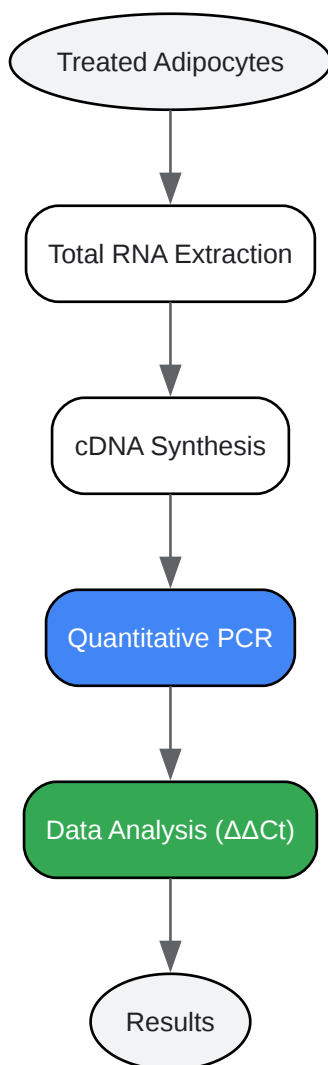 Treated Adipocytes
Total RNA Extraction
cDNA Synthesis
Quantitative PCR
Data Analysis (ΔΔCt)
Results